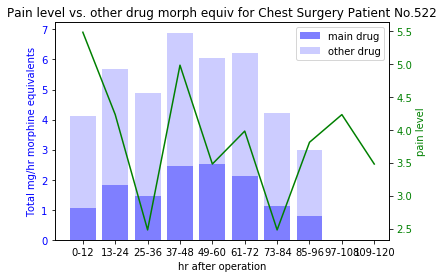 Pain level vs. other drug morph equiv for Chest Surgery Patient No.522
main drug
other drug
Total mg/hr morphine equivalents
7
6
5
4
3
2
1
0
5.5
5.0
4.5
4.0
3.5
3.0
2.5
pain level
0-12 13-24 25-36 37-48 49-60 61-72 73-84 85-96 97-108 109-120
hr after operation